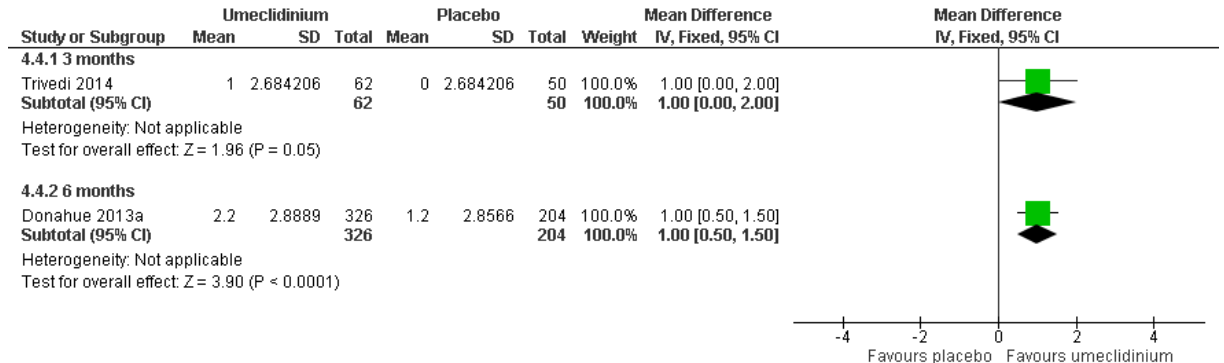 Umeclidinium Placebo Mean Difference Mean Difference
Study or Subgroup Mean SD Total Mean SD Total Weight IV, Fixed, 95% CI IV, Fixed, 95% CI
4.4.1 3 months
Trivedi 2014 1 2.684206 62 0 2.684206 50 100.0% 1.00 [0.00, 2.00]
Subtotal (95% CI) 62 50 100.0% 1.00 [0.00, 2.00]
Heterogeneity: Not applicable
Test for overall effect: Z = 1.96 (P = 0.05)
4.4.2 6 months
Donahue 2013a 2.2 2.8889 326 1.2 2.8566 204 100.0% 1.00 [0.50, 1.50]
Subtotal (95% CI) 326 204 100.0% 1.00 [0.50, 1.50]
Heterogeneity: Not applicable
Test for overall effect: Z = 3.90 (P < 0.0001)
-4 -2 0 2 4
Favours placebo Favours umeclidinium